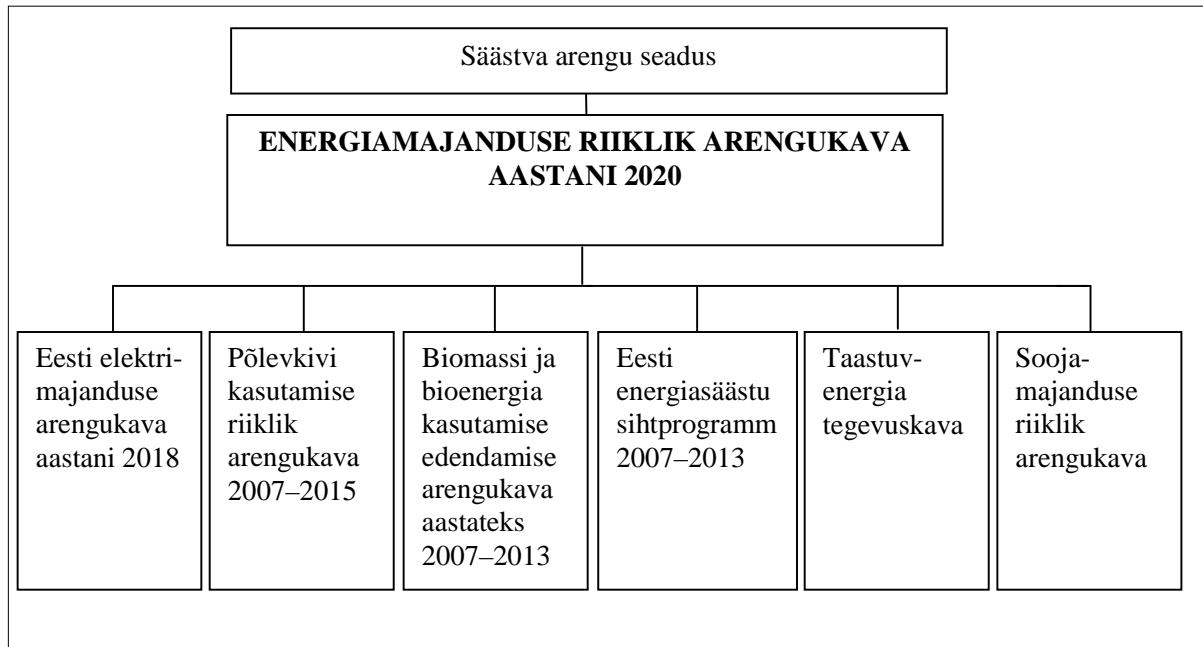 Säästva arengu seadus
ENERGIAMAJANDUSE RIIKLIK ARENGUKAVA
AASTANI 2020
Eesti elektri-
majanduse
arengukava
aastani 2018
Põlevkivi
kasutamise
riiklik
arengukava
2007–2015
Biomassi ja
bioenergia
kasutamise
edendamise
arengukava
aastateks
2007–2013
Eesti
energiasäästu
sihtprogramm
2007–2013
Taastuv-
energia
tegevuskava
Sooja-
majanduse
riiklik
arengukava